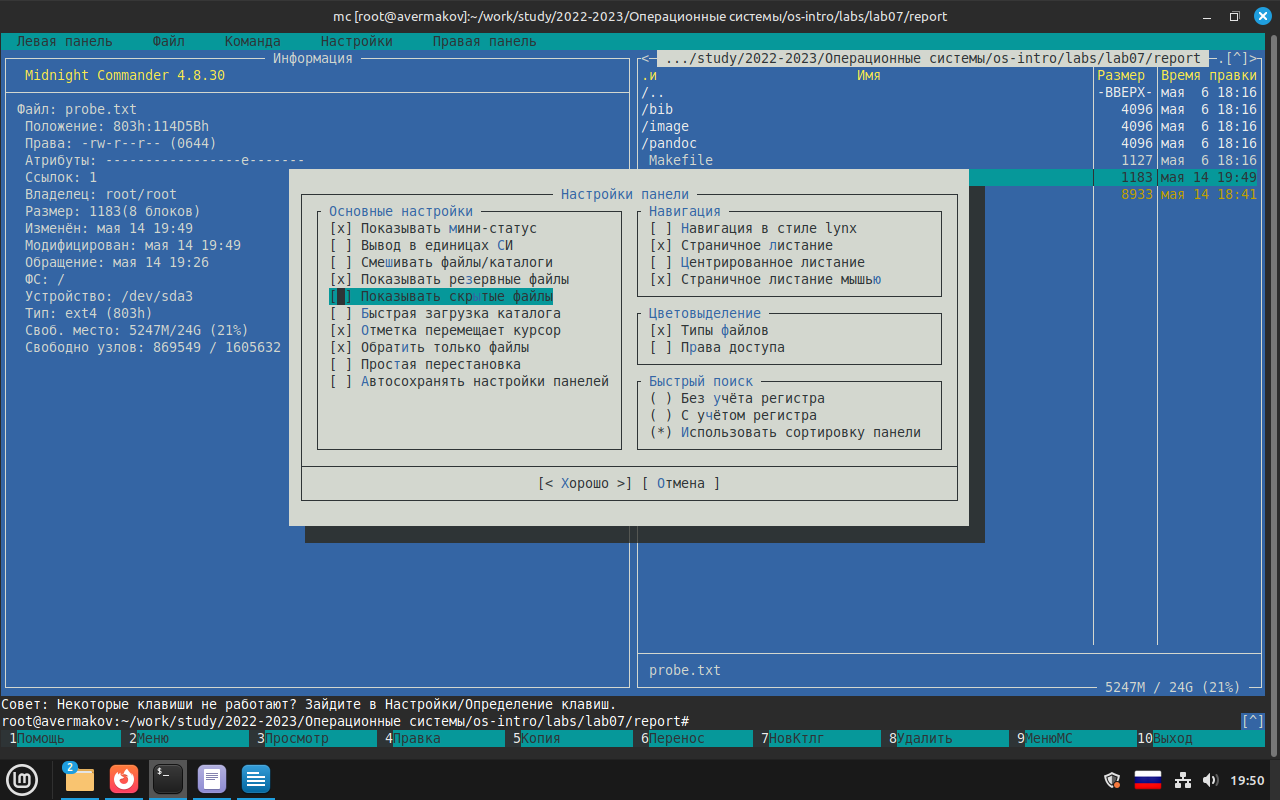 mc [root@avermakov]:~/work/study/2022-2023/Операционные системы/os-intro/labs/lab07/report
Левая панель Файл Команда Настройки Правая панель
Информация
Midnight Commander 4.8.30
Файл: probe.txt
Положение: 803h:114D5Bh
Права: -rw-r--r-- (0644)
Атрибуты: -----------------e-------
Ссылок: 1
Владелец: root/root
Размер: 1183(8 блоков)
Изменён: мая 14 19:49
Модифицирован: мая 14 19:49
Обращение: мая 14 19:26
ФС: /
Устройство: /dev/sda3
Тип: ext4 (803h)
Своб. место: 5247M/24G (21%)
Свободно узлов: 869549 / 1605632
<─ .../study/2022-2023/Операционные системы/os-intro/labs/lab07/report ─.[^]>
.и Имя Размер Время правки
/.. -ВВЕРХ- мая 6 18:16
/bib 4096 мая 6 18:16
/image 4096 мая 6 18:16
/pandoc 4096 мая 6 18:16
Makefile 1127 мая 6 18:16
1183 мая 14 19:49
8933 мая 14 18:41
Настройки панели
Основные настройки
[x] Показывать мини-статус
[ ] Вывод в единицах СИ
[ ] Смешивать файлы/каталоги
[x] Показывать резервные файлы
[ ] Показывать скрытые файлы
[ ] Быстрая загрузка каталога
[x] Отметка перемещает курсор
[x] Обратить только файлы
[ ] Простая перестановка
[ ] Автосохранять настройки панелей
Навигация
[ ] Навигация в стиле lynx
[x] Страничное листание
[ ] Центрированное листание
[x] Страничное листание мышью
Цветовыделение
[x] Типы файлов
[ ] Права доступа
Быстрый поиск
( ) Без учёта регистра
( ) С учётом регистра
(*) Использовать сортировку панели
[< Хорошо >] [ Отмена ]
probe.txt
5247M / 24G (21%)
Совет: Некоторые клавиши не работают? Зайдите в Настройки/Определение клавиш.
root@avermakov:~/work/study/2022-2023/Операционные системы/os-intro/labs/lab07/report# [^]
1Помощь 2Меню 3Просмотр 4Правка 5Копия 6Перенос 7НовКтлг 8Удалить 9МенюMC 10Выход
2
$_
19:50